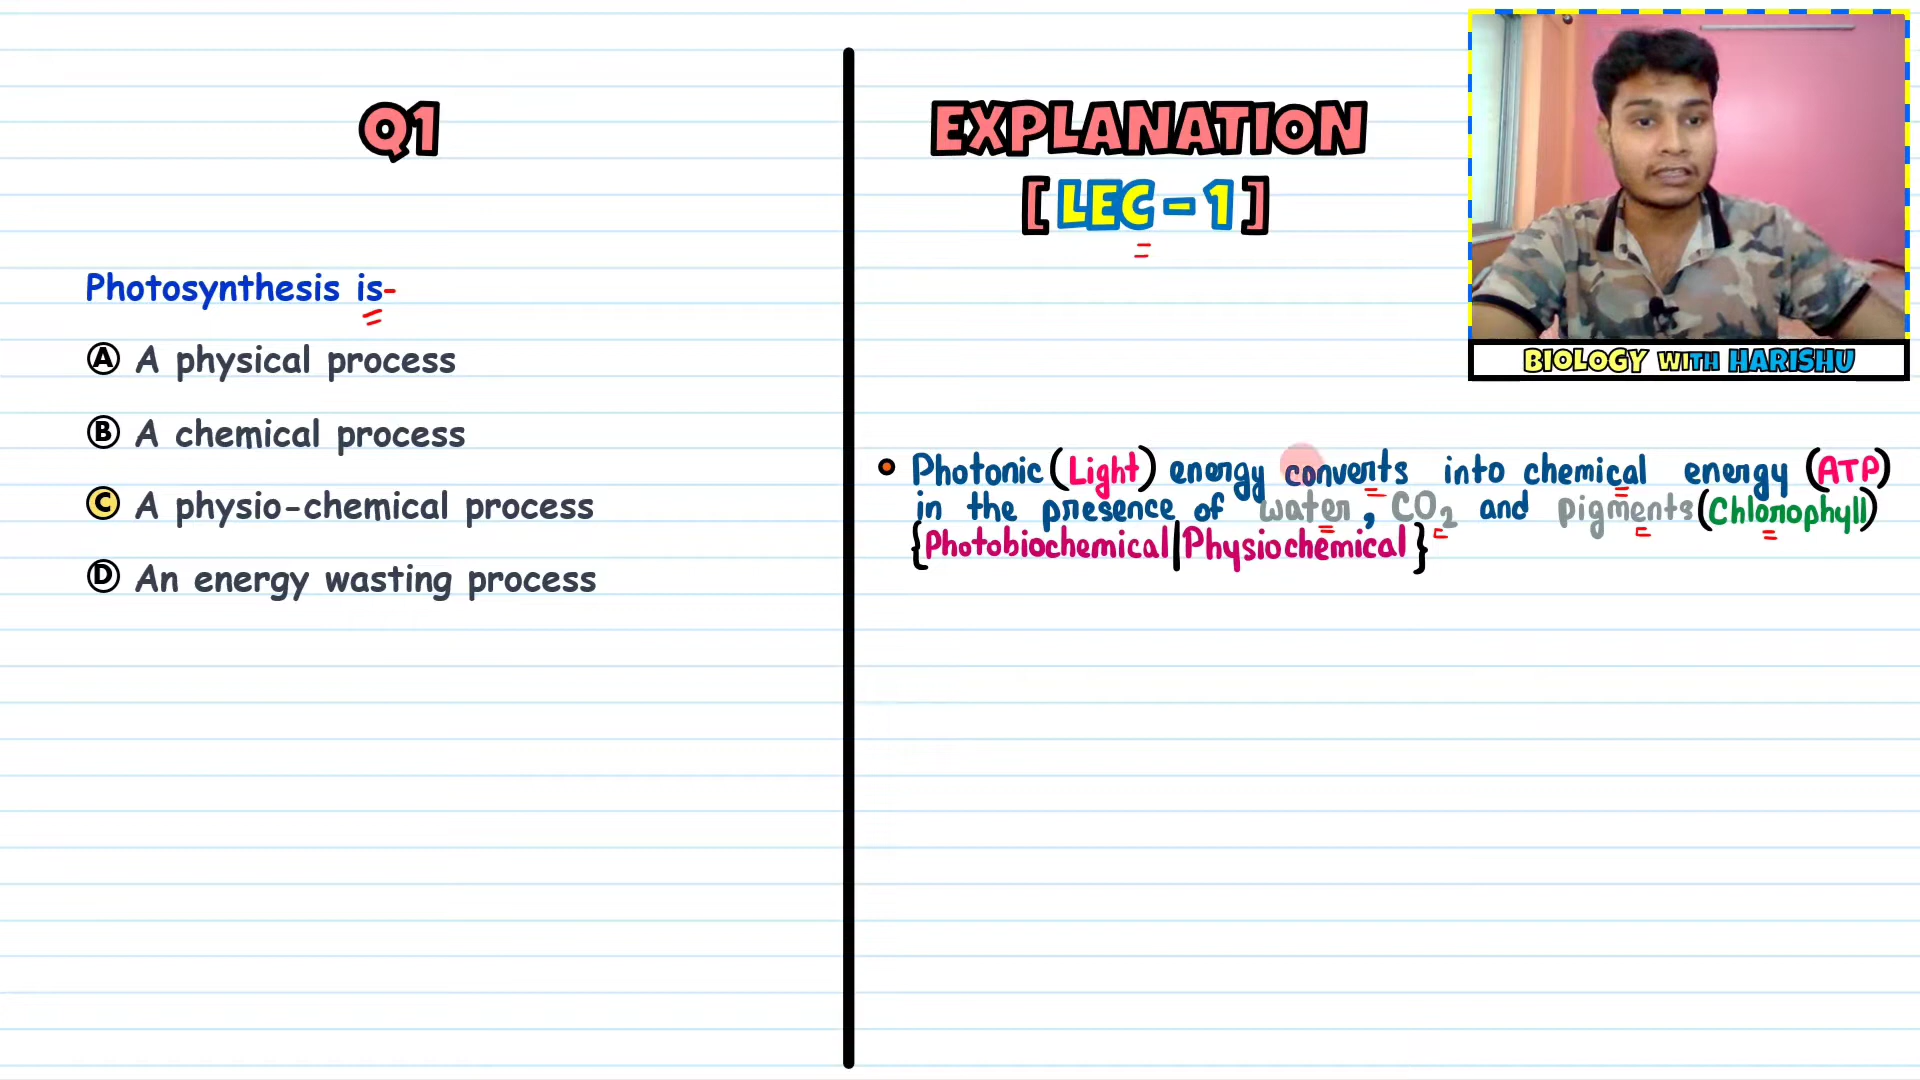 Q1
Photosynthesis is-
Ⓐ A physical process
Ⓑ A chemical process
Ⓒ A physio-chemical process
Ⓓ An energy wasting process
EXPLANATION
[LEC-1]
BIOLOGY WITH HARISHU
Photonic (Light) energy converts into chemical energy (ATP)
in the presence of water, CO₂ and pigments (Chlorophyll)
{Photobiochemical|Physiochemical}